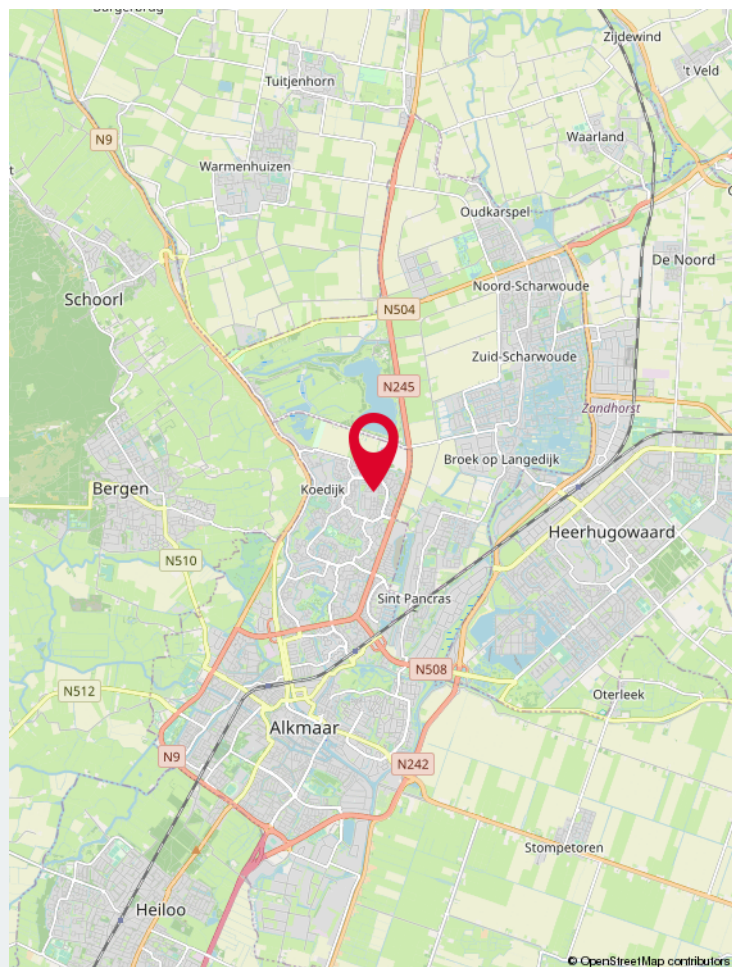 Zijdewind
't Veld
Tuitjenhorn
N9
Waarland
Warmenhuizen
Oudkarspel
De Noord
Noord-Scharwoude
Schoorl
N504
Zuid-Scharwoude
N245
Zandhorst
Broek op Langedijk
Bergen
Koedijk
Heerhugowaard
N510
Sint Pancras
N508
N512
Oterleek
Alkmaar
N9
N242
Stompetoren
Heiloo
© OpenStreetMap contributors